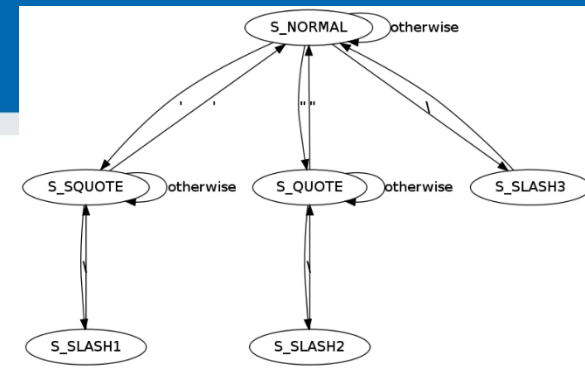 S_NORMAL otherwise
' ' " " \
S_SQUOTE otherwise S_QUOTE otherwise S_SLASH3
\ \
S_SLASH1 S_SLASH2